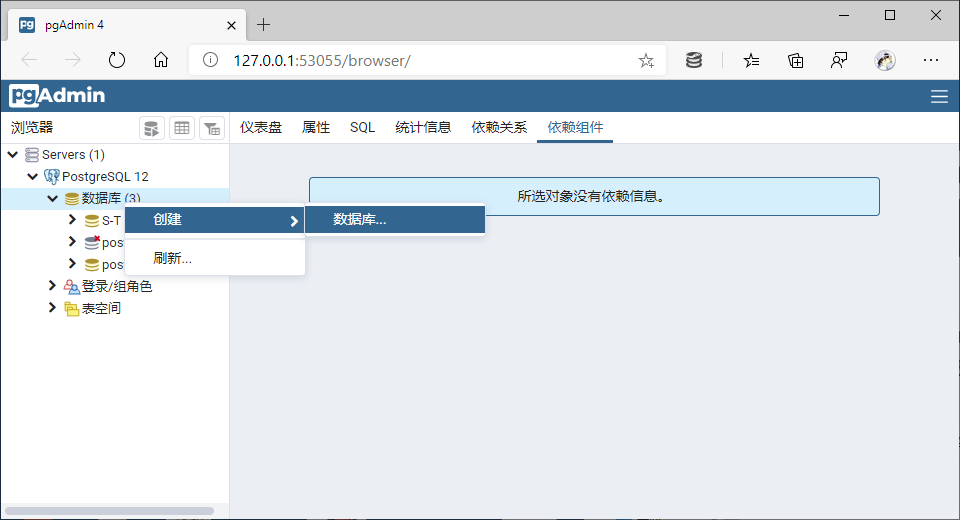 pgAdmin 4
127.0.0.1:53055/browser/
pgAdmin
浏览器
仪表盘 属性 SQL 统计信息 依赖关系 依赖组件
Servers (1)
PostgreSQL 12
数据库 (3)
所选对象没有依赖信息。
S-T
创建
数据库...
pos
刷新...
pos
登录/组角色
表空间